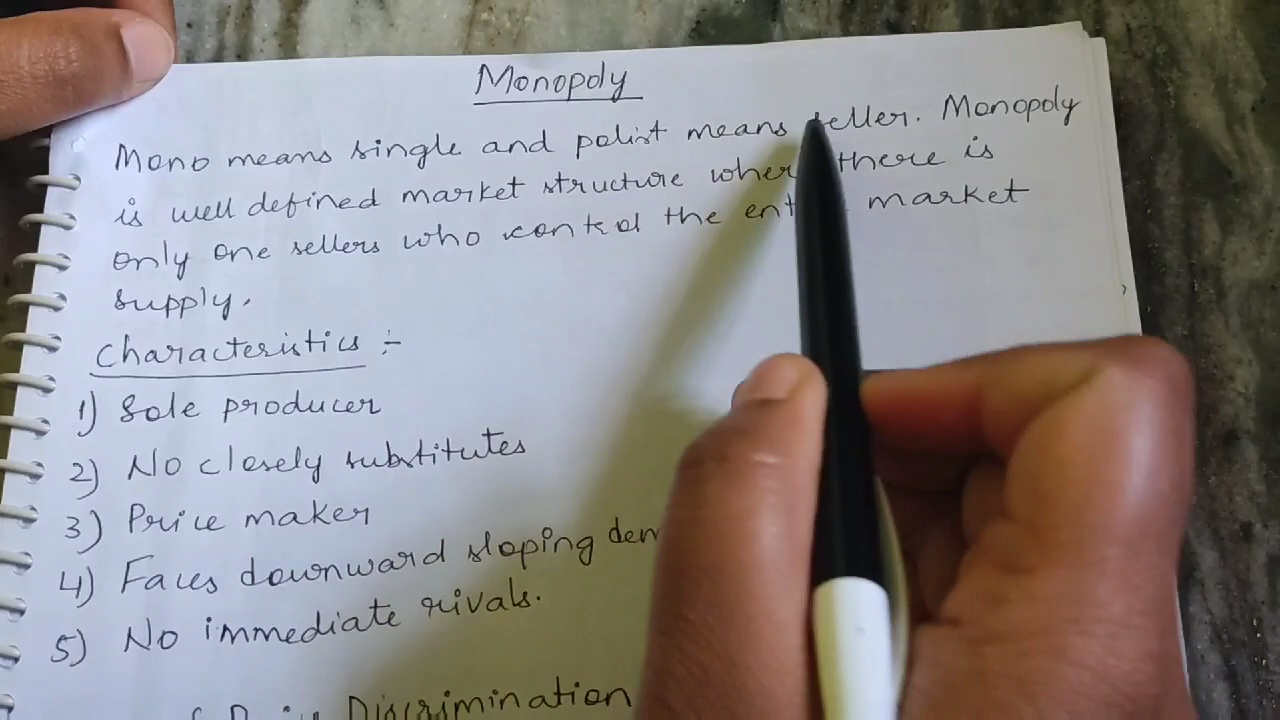 Monopoly
Mono means single and polist means seller. Monopoly
is well defined market structure where there is
only one sellers who control the market
supply.
Characteristics :-
1) Sole producer
2) No closely substitutes
3) Price maker
4) Faces downward sloping dem
5) No immediate rivals.
Discrimination